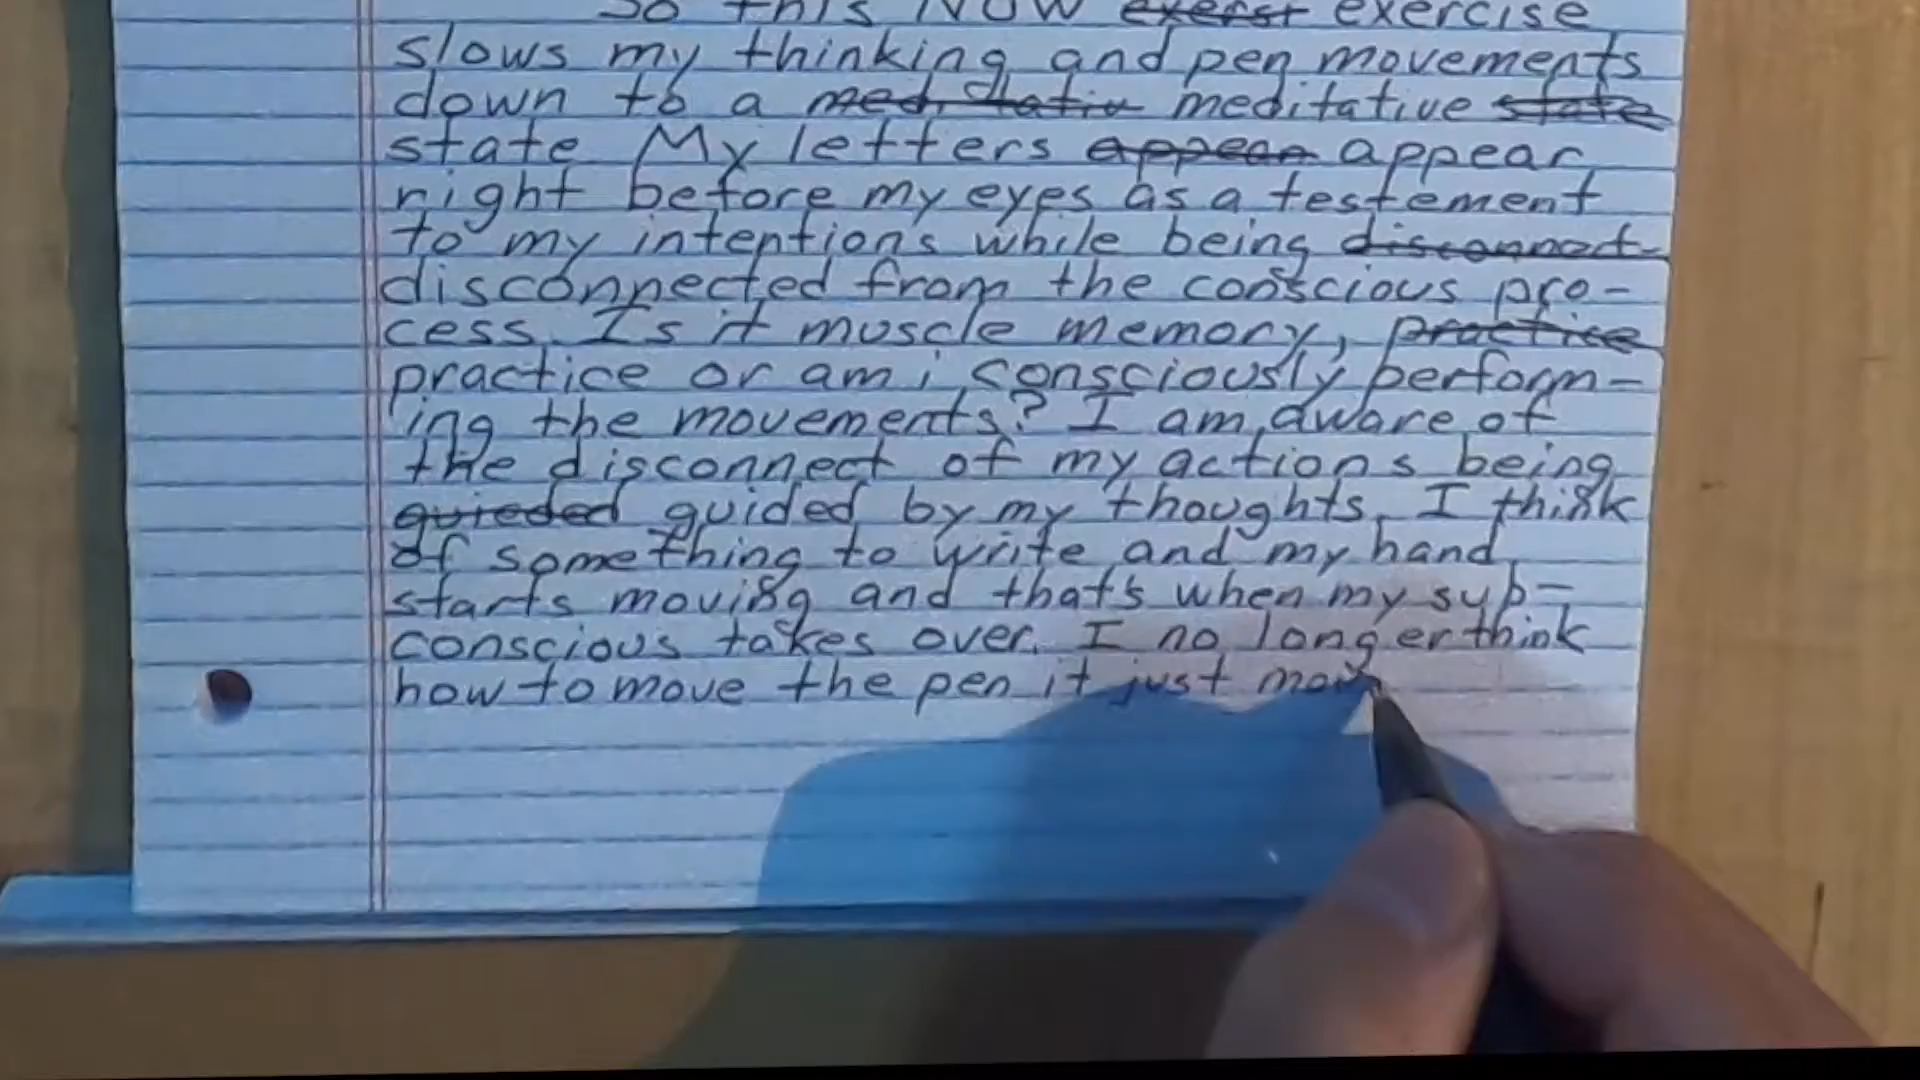 So this NOW exerst exercise
slows my thinking and pen movements
down to a meditativ meditative state
state My letters appear appear
right before my eyes as a testement
to my intentions while being disconnect
disconnected from the conscious pro-
cess. Is it muscle memory, practice
practice or am i consciously perform-
ing the movements? I am aware of
the disconnect of my actions being
guieded guided by my thoughts. I think
of something to write and my hand
starts moving and that's when my sub-
conscious takes over. I no longer think
how to move the pen it just mov